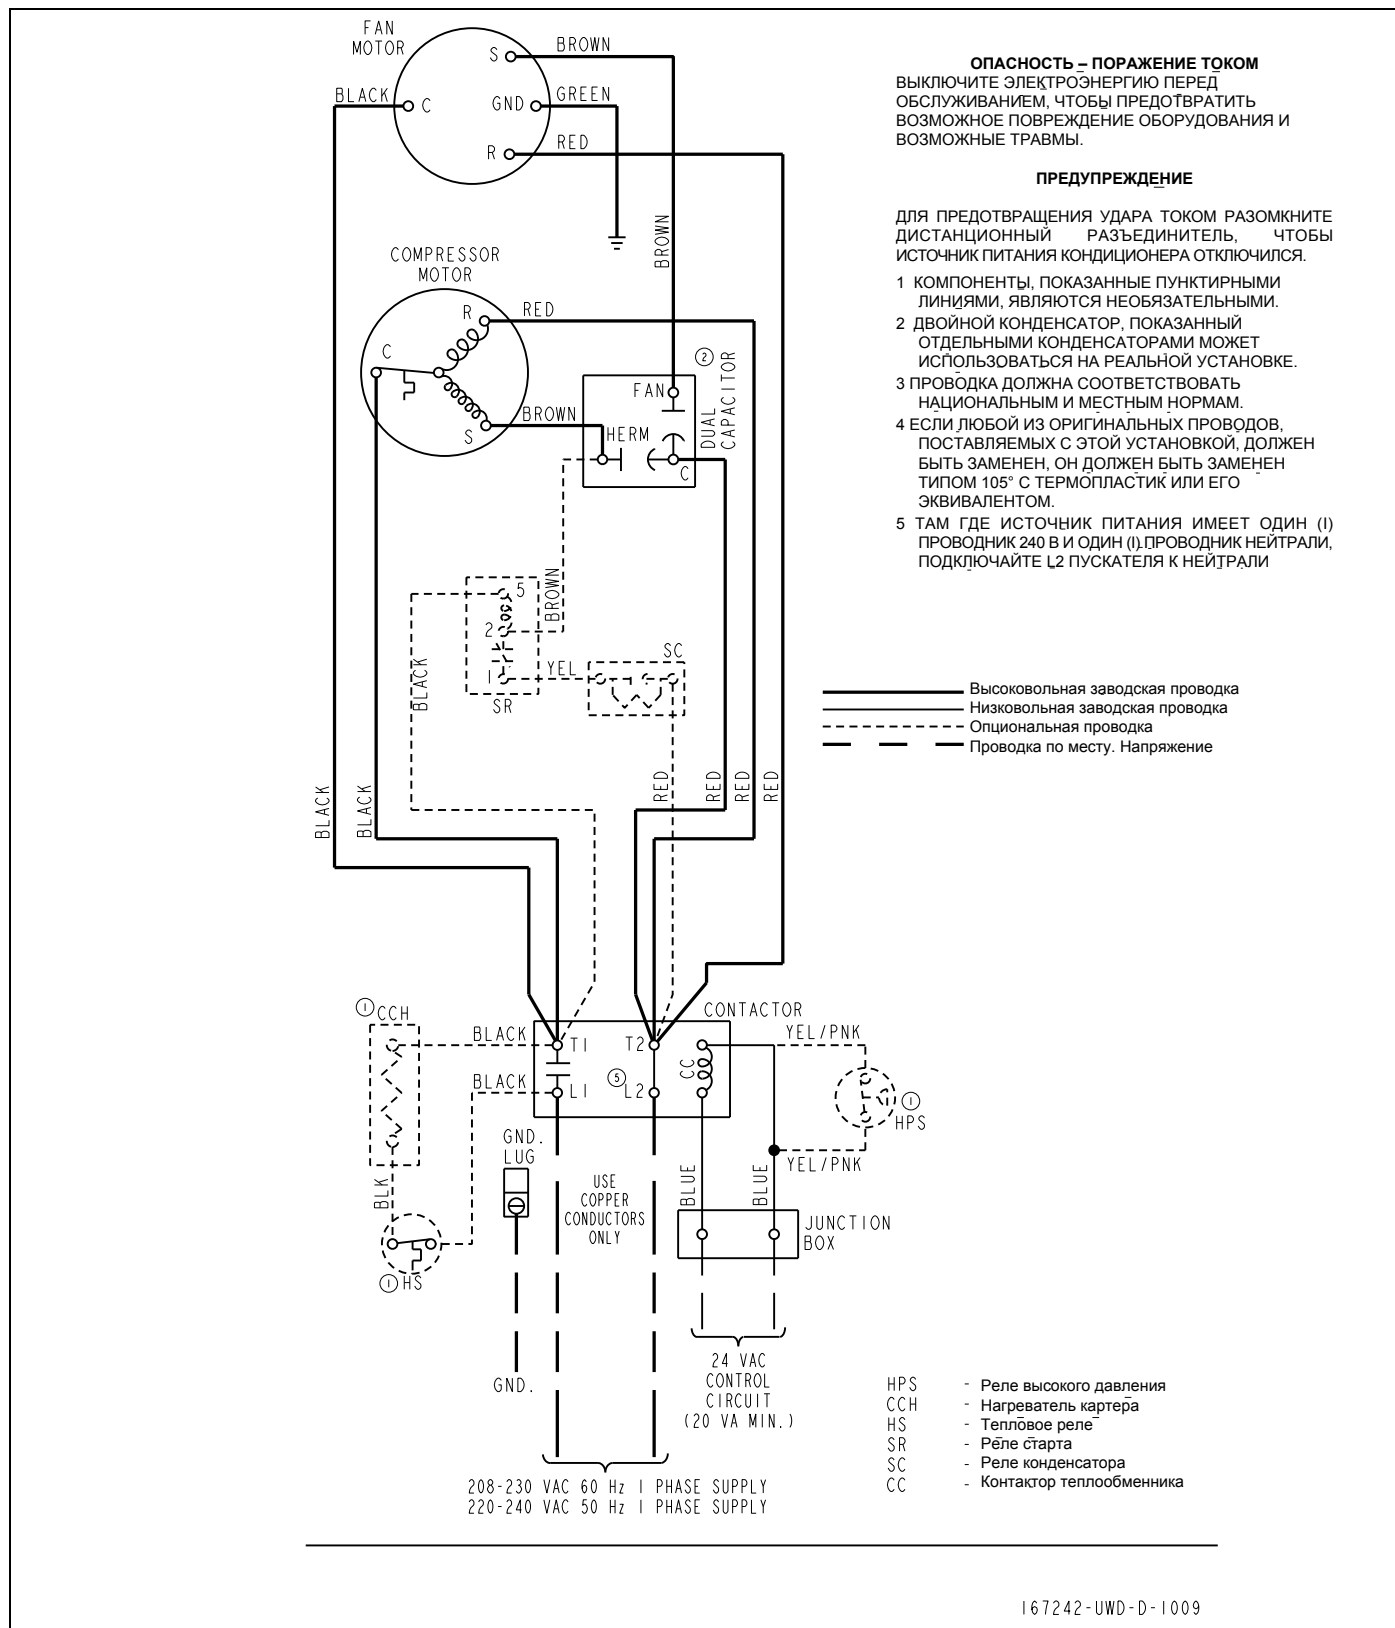 FAN
MOTOR
S
BROWN
BLACK
C
GND
GREEN
R
RED
BROWN
ОПАСНОСТЬ – ПОРАЖЕНИЕ ТОКОМ
ВЫКЛЮЧИТЕ ЭЛЕКТРОЭНЕРГИЮ ПЕРЕД
ОБСЛУЖИВАНИЕМ, ЧТОБЫ ПРЕДОТВРАТИТЬ
ВОЗМОЖНОЕ ПОВРЕЖДЕНИЕ ОБОРУДОВАНИЯ И
ВОЗМОЖНЫЕ ТРАВМЫ.
ПРЕДУПРЕЖДЕНИЕ
ДЛЯ ПРЕДОТВРАЩЕНИЯ УДАРА ТОКОМ РАЗОМКНИТЕ
ДИСТАНЦИОННЫЙ РАЗЪЕДИНИТЕЛЬ, ЧТОБЫ
ИСТОЧНИК ПИТАНИЯ КОНДИЦИОНЕРА ОТКЛЮЧИЛСЯ.
1 КОМПОНЕНТЫ, ПОКАЗАННЫЕ ПУНКТИРНЫМИ
ЛИНИЯМИ, ЯВЛЯЮТСЯ НЕОБЯЗАТЕЛЬНЫМИ.
2 ДВОЙНОЙ КОНДЕНСАТОР, ПОКАЗАННЫЙ
ОТДЕЛЬНЫМИ КОНДЕНСАТОРАМИ МОЖЕТ
ИСПОЛЬЗОВАТЬСЯ НА РЕАЛЬНОЙ УСТАНОВКЕ.
3 ПРОВОДКА ДОЛЖНА СООТВЕТСТВОВАТЬ
НАЦИОНАЛЬНЫМ И МЕСТНЫМ НОРМАМ.
4 ЕСЛИ ЛЮБОЙ ИЗ ОРИГИНАЛЬНЫХ ПРОВОДОВ,
ПОСТАВЛЯЕМЫХ С ЭТОЙ УСТАНОВКОЙ, ДОЛЖЕН
БЫТЬ ЗАМЕНЕН, ОН ДОЛЖЕН БЫТЬ ЗАМЕНЕН
ТИПОМ 105° С ТЕРМОПЛАСТИК ИЛИ ЕГО
ЭКВИВАЛЕНТОМ.
5 ТАМ ГДЕ ИСТОЧНИК ПИТАНИЯ ИМЕЕТ ОДИН (I)
ПРОВОДНИК 240 В И ОДИН (I) ПРОВОДНИК НЕЙТРАЛИ,
ПОДКЛЮЧАЙТЕ L2 ПУСКАТЕЛЯ К НЕЙТРАЛИ
COMPRESSOR
MOTOR
R
RED
C
S
BROWN
2
DUAL
CAPACITOR
FAN
HERM
C
BROWN
5
2
1
SR
BLACK
YEL
SC
Высоковольная заводская проводка
Низковольная заводская проводка
Опциональная проводка
Проводка по месту. Напряжение
BLACK
BLACK
RED
RED
RED
RED
1 CCH
BLACK
BLACK
CONTACTOR
T1
T2
CC
L1
5
L2
YEL/PNK
1
HPS
YEL/PNK
BLK
1 HS
GND.
LUG
USE
COPPER
CONDUCTORS
ONLY
BLUE
BLUE
JUNCTION
BOX
GND.
24 VAC
CONTROL
CIRCUIT
(20 VA MIN.)
208-230 VAC 60 Hz 1 PHASE SUPPLY
220-240 VAC 50 Hz 1 PHASE SUPPLY
HPS - Реле высокого давления
CCH - Нагреватель картера
HS - Тепловое реле
SR - Реле старта
SC - Реле конденсатора
CC - Контактор теплообменника
167242-UWD-D-1009